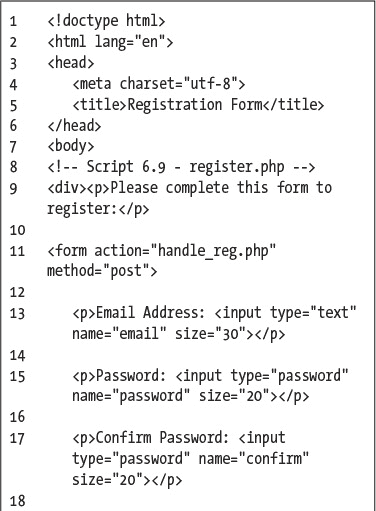 1 <!doctype html>
2 <html lang="en">
3 <head>
4 <meta charset="utf-8">
5 <title>Registration Form</title>
6 </head>
7 <body>
8 <!-- Script 6.9 - register.php -->
9 <div><p>Please complete this form to
register:</p>
10
11 <form action="handle_reg.php"
method="post">
12
13 <p>Email Address: <input type="text"
name="email" size="30"></p>
14
15 <p>Password: <input type="password"
name="password" size="20"></p>
16
17 <p>Confirm Password: <input
type="password" name="confirm"
size="20"></p>
18